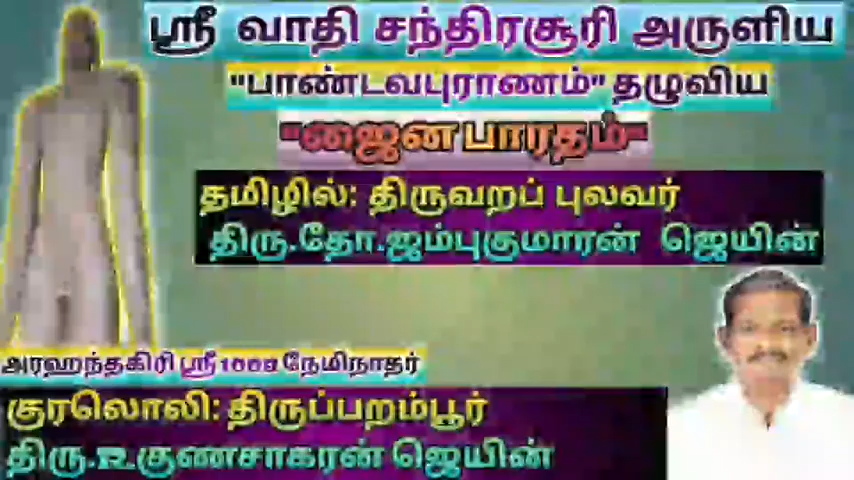 ஸ்ரீ வாதி சந்திரசூரி அருளிய
"பாண்டவபுராணம்" தழுவிய
"ஜைன பாரதம்"
தமிழில்: திருவறப் புலவர்
திரு.தோ.ஜம்புகுமாரன் ஜெயின்
அரஹந்தகிரி ஸ்ரீ 1008 நேமிநாதர்
குரலொலி: திருப்பறம்பூர்
திரு.உ.குணசாகரன் ஜெயின்